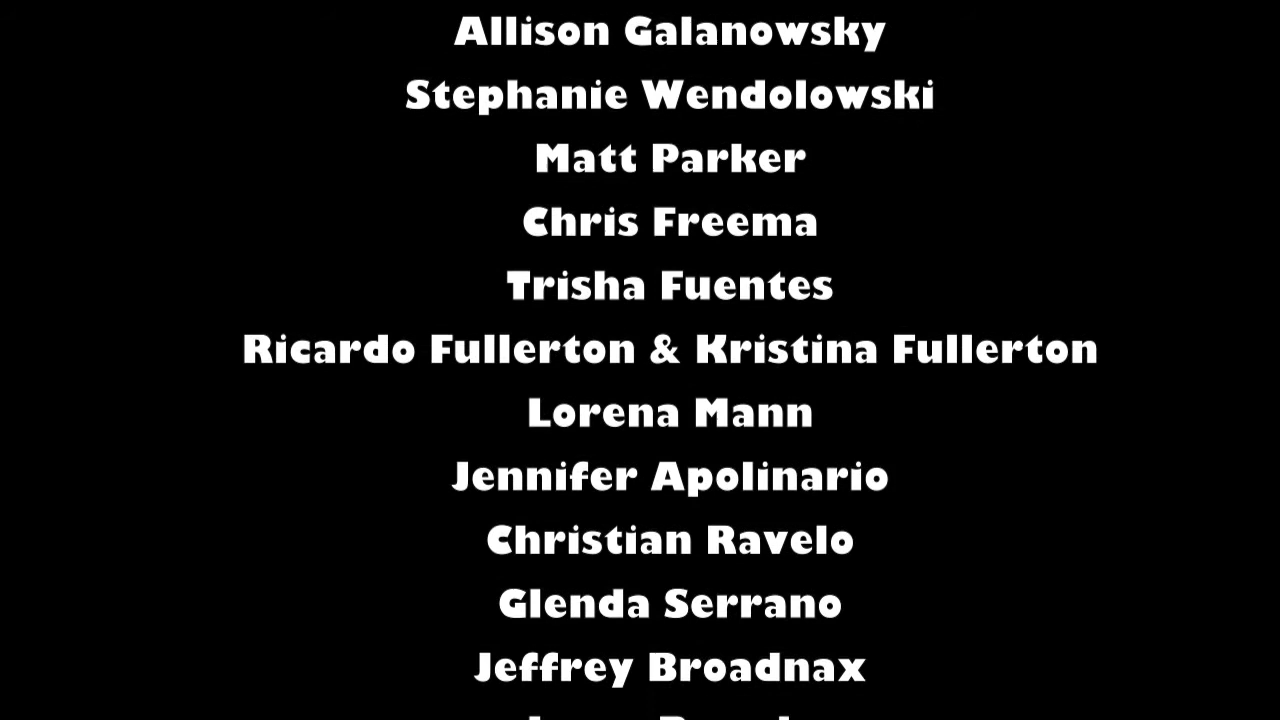 Allison Galanowsky
Stephanie Wendolowski
Matt Parker
Chris Freema
Trisha Fuentes
Ricardo Fullerton & Kristina Fullerton
Lorena Mann
Jennifer Apolinario
Christian Ravelo
Glenda Serrano
Jeffrey Broadnax